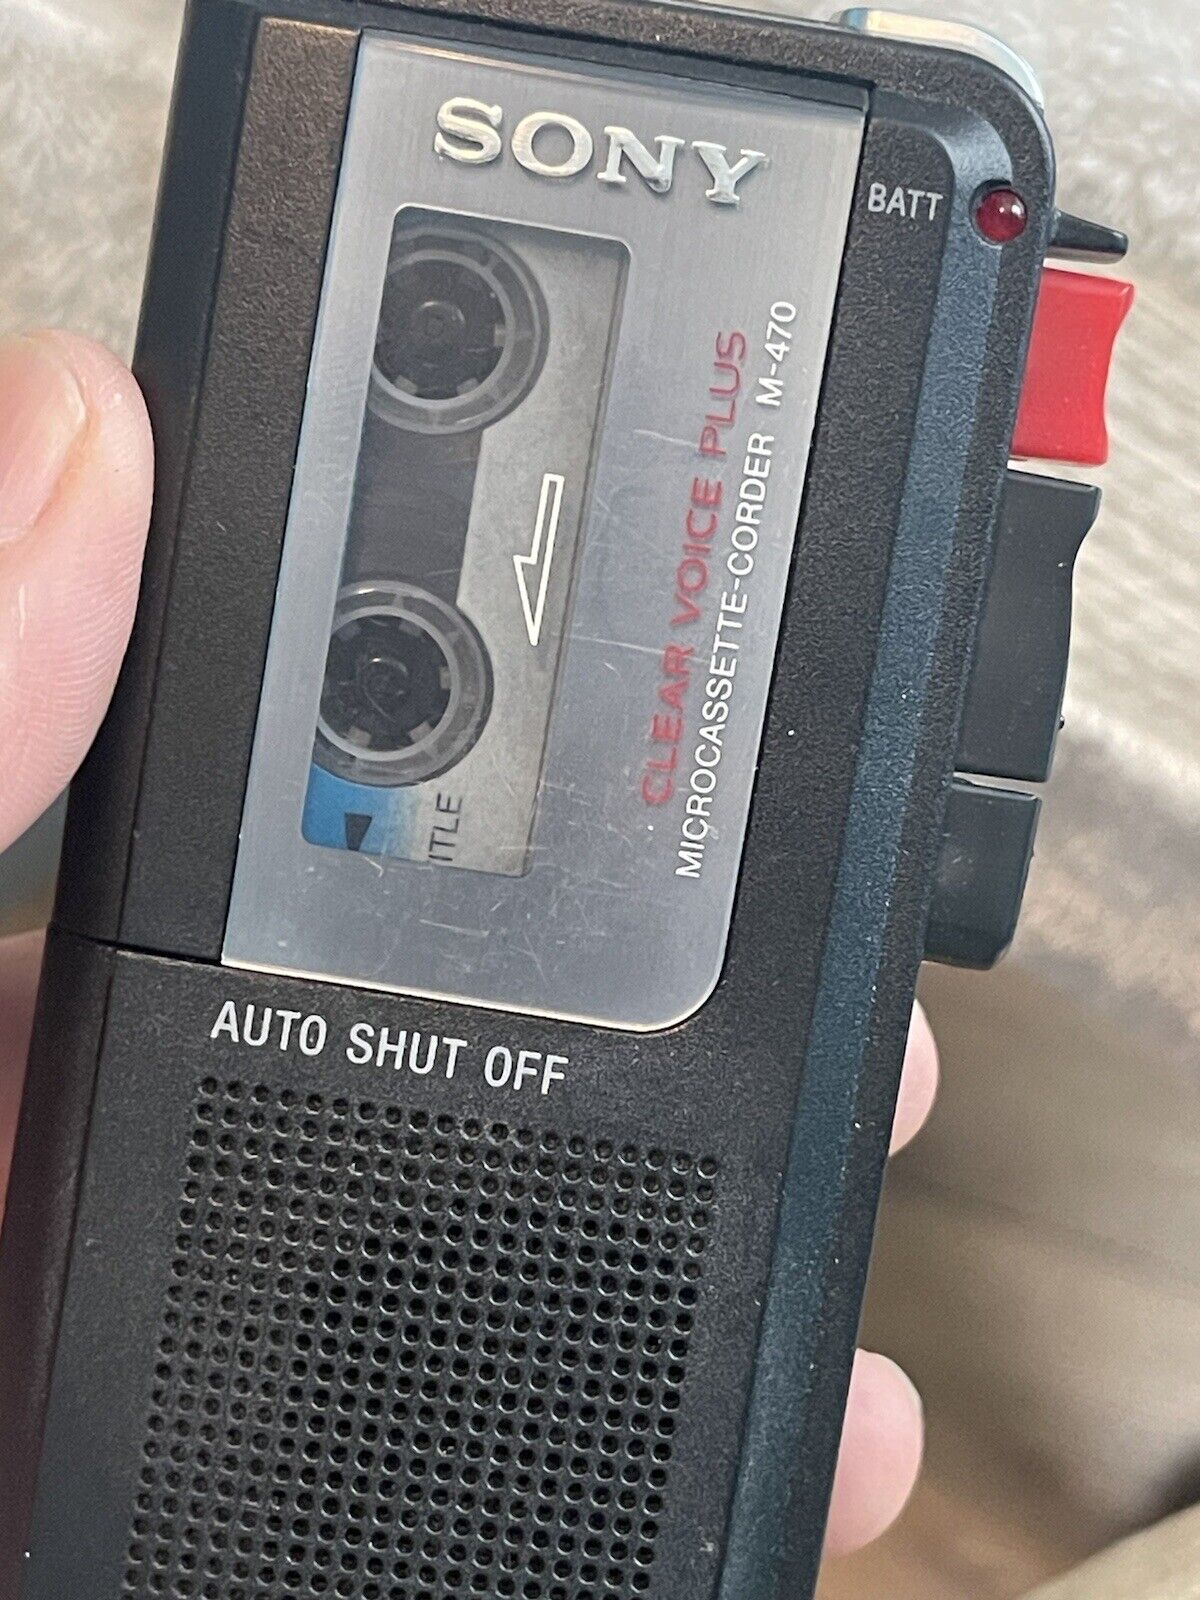 SONY
BATT
CLEAR VOICE PLUS
MICROCASSETTE-CORDER M-470
ITLE
AUTO SHUT OFF